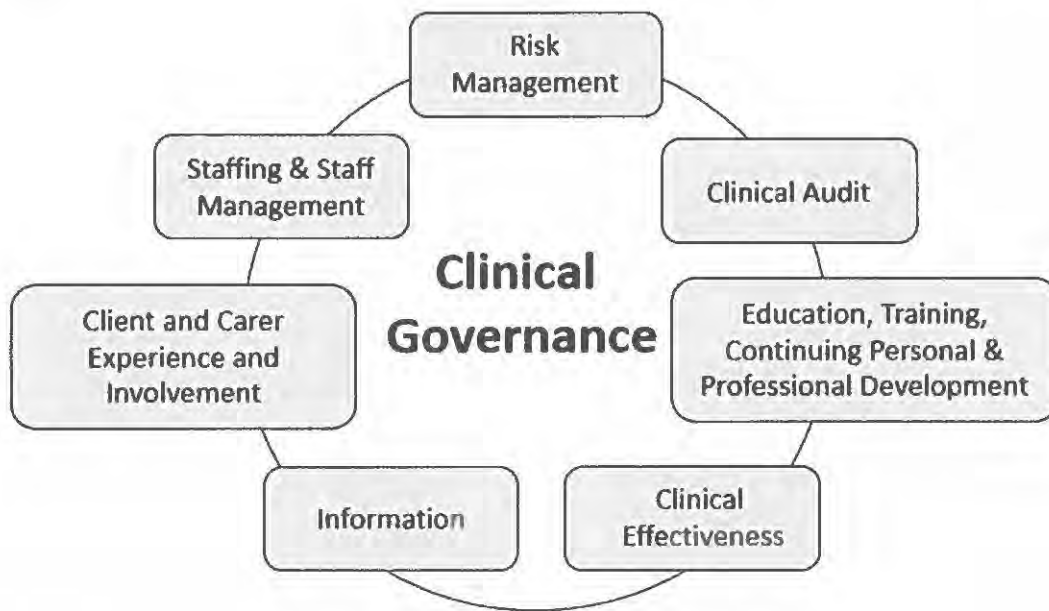 Risk
Management
Clinical Audit
Education, Training,
Continuing Personal &
Professional Development
Clinical
Effectiveness
Information
Client and Carer
Experience and
Involvement
Staffing & Staff
Management
Clinical
Governance